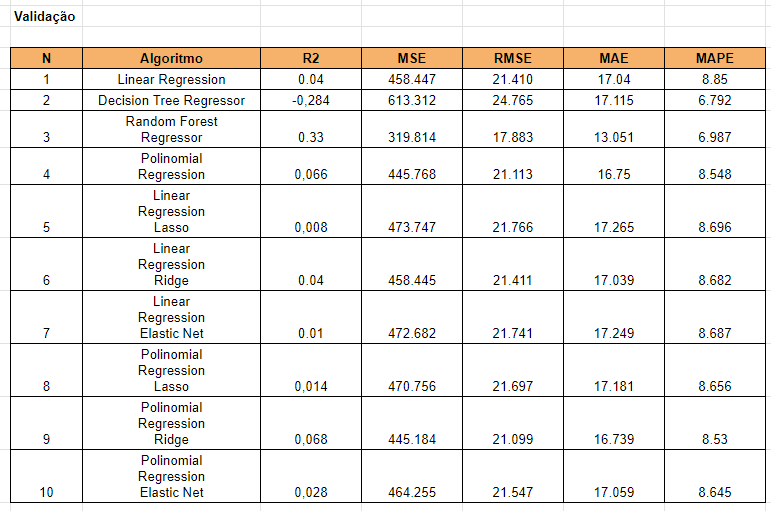 Validação
N Algoritmo R2 MSE RMSE MAE MAPE
1 Linear Regression 0.04 458.447 21.410 17.04 8.85
2 Decision Tree Regressor -0,284 613.312 24.765 17.115 6.792
Random Forest
3 Regressor 0.33 319.814 17.883 13.051 6.987
Polinomial
4 Regression 0,066 445.768 21.113 16.75 8.548
Linear
Regression
5 Lasso 0,008 473.747 21.766 17.265 8.696
Linear
Regression
6 Ridge 0.04 458.445 21.411 17.039 8.682
Linear
Regression
7 Elastic Net 0.01 472.682 21.741 17.249 8.687
Polinomial
Regression
8 Lasso 0,014 470.756 21.697 17.181 8.656
Polinomial
Regression
9 Ridge 0,068 445.184 21.099 16.739 8.53
Polinomial
Regression
10 Elastic Net 0,028 464.255 21.547 17.059 8.645